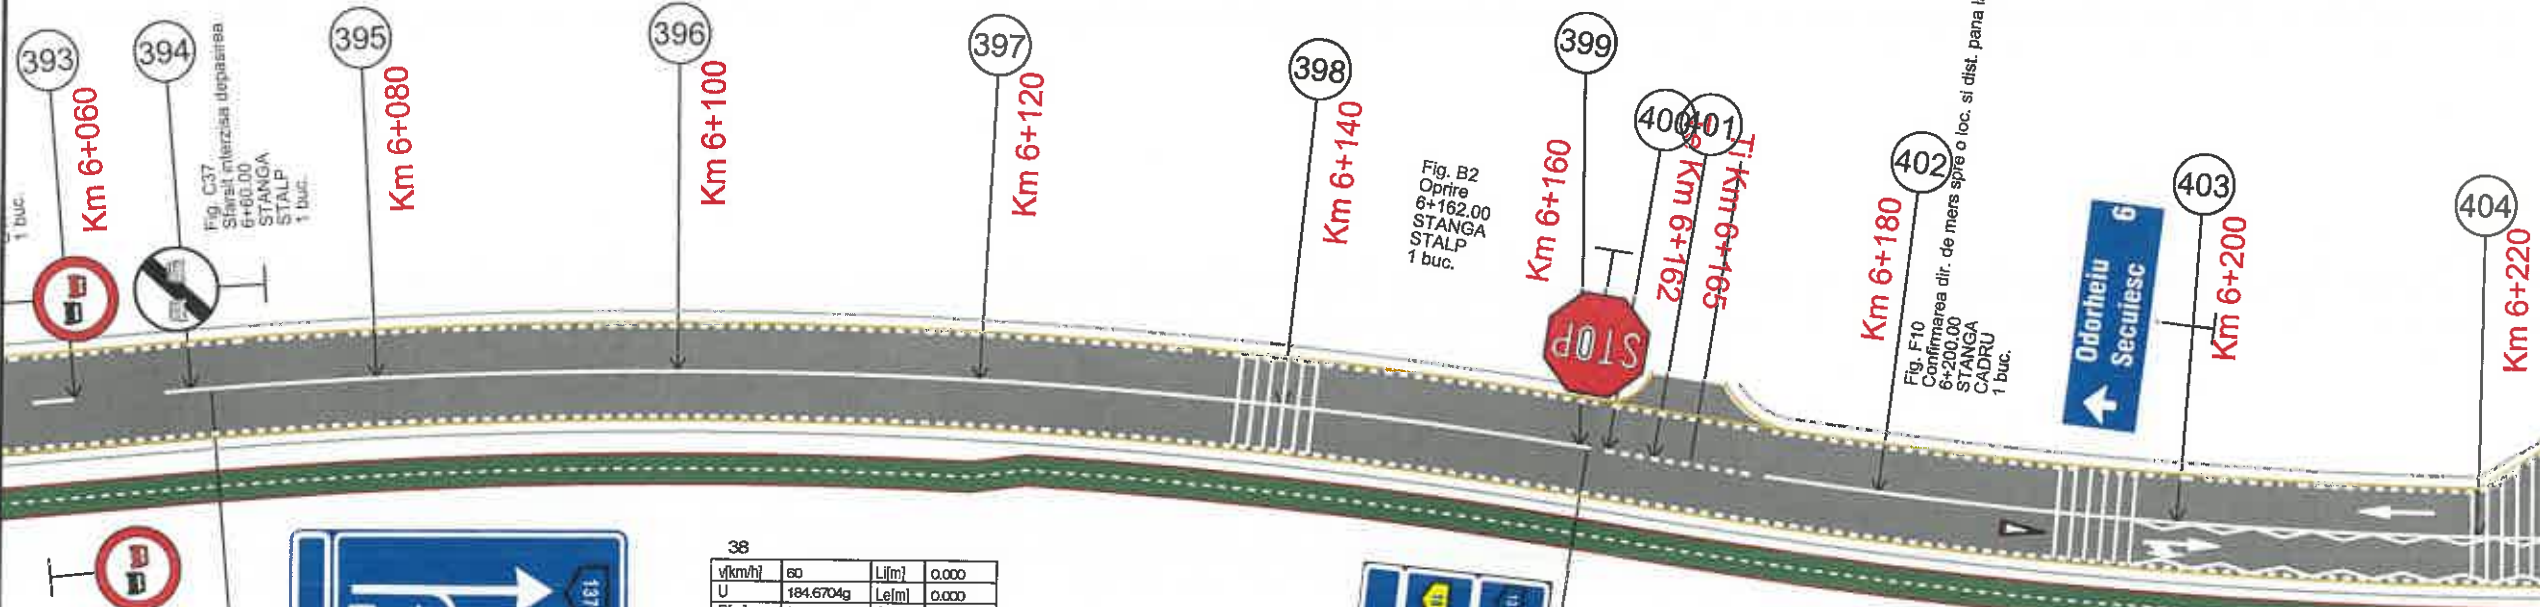 393
Km 6+060
1 buc.
394
Fig. C37
Sfarsit interzisa depasirea
6+60.00
STANGA
STALP
1 buc.
395
Km 6+080
396
Km 6+100
397
Km 6+120
398
Km 6+140
Fig. B2
Oprire
6+162.00
STANGA
STALP
1 buc.
399
Km 6+160
STOP
400
Km 6+162
401
Ti Km 6+165
402
Km 6+180
Fig. F10
Confirmarea dir. de mers spre o loc. si dist. pana
6+200.00
STANGA
CADRU
1 buc.
Odorheiu 6
Secuiesc
403
Km 6+200
404
Km 6+220
137
38
v[km/h] 60 Li[m] 0.000
U 184.6704g Le[m] 0.000